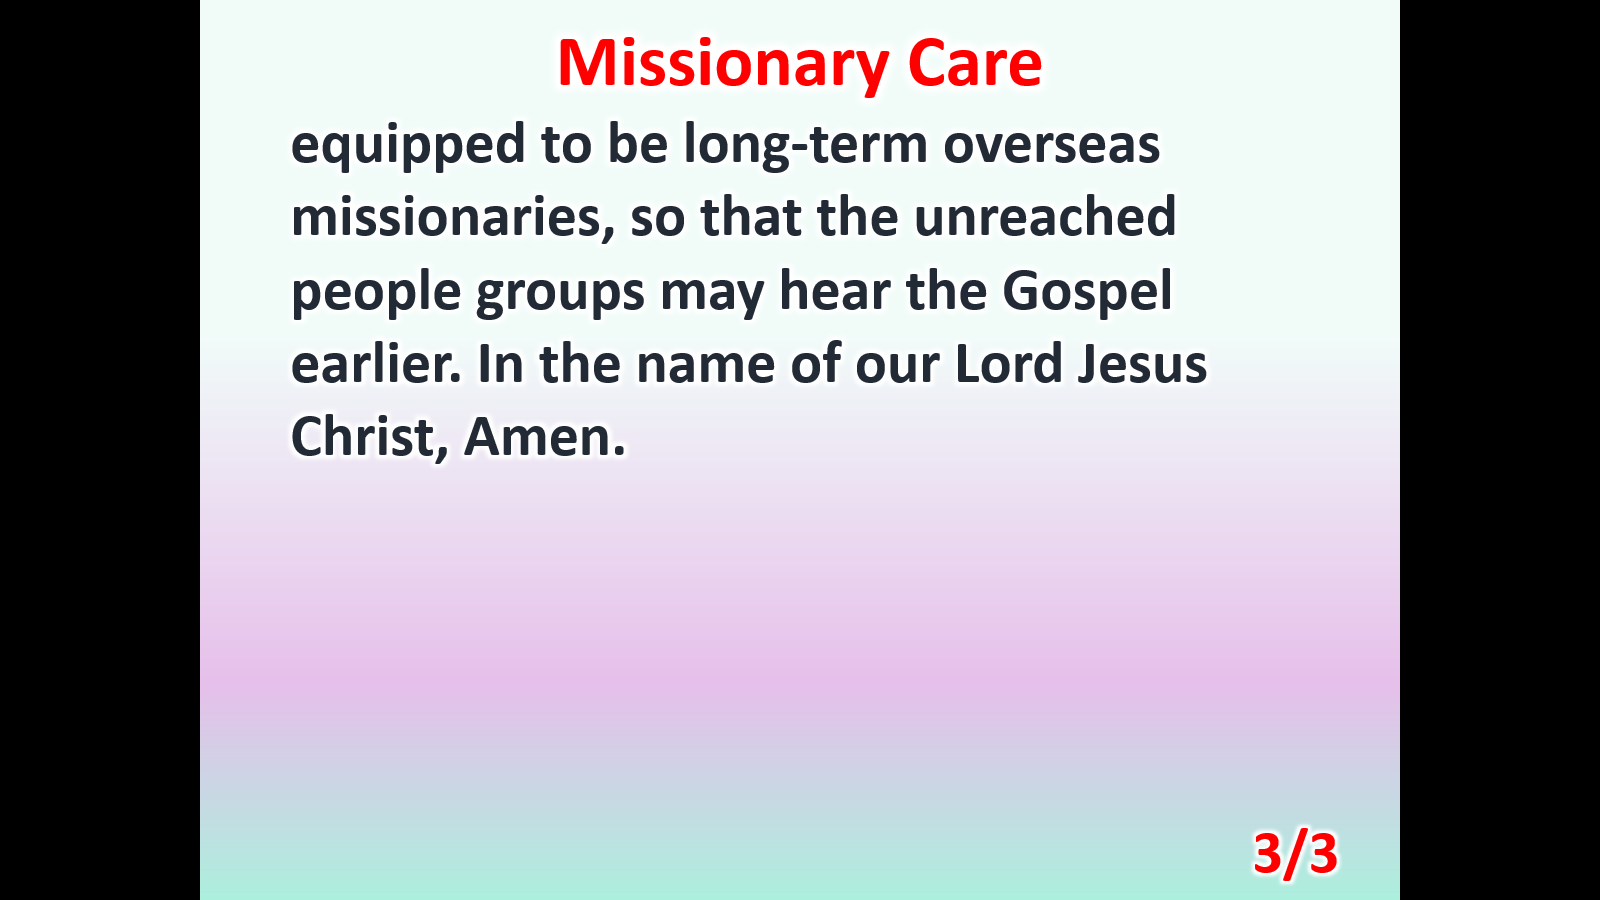 Missionary Care
equipped to be long-term overseas
missionaries, so that the unreached
people groups may hear the Gospel
earlier. In the name of our Lord Jesus
Christ, Amen.
3/3